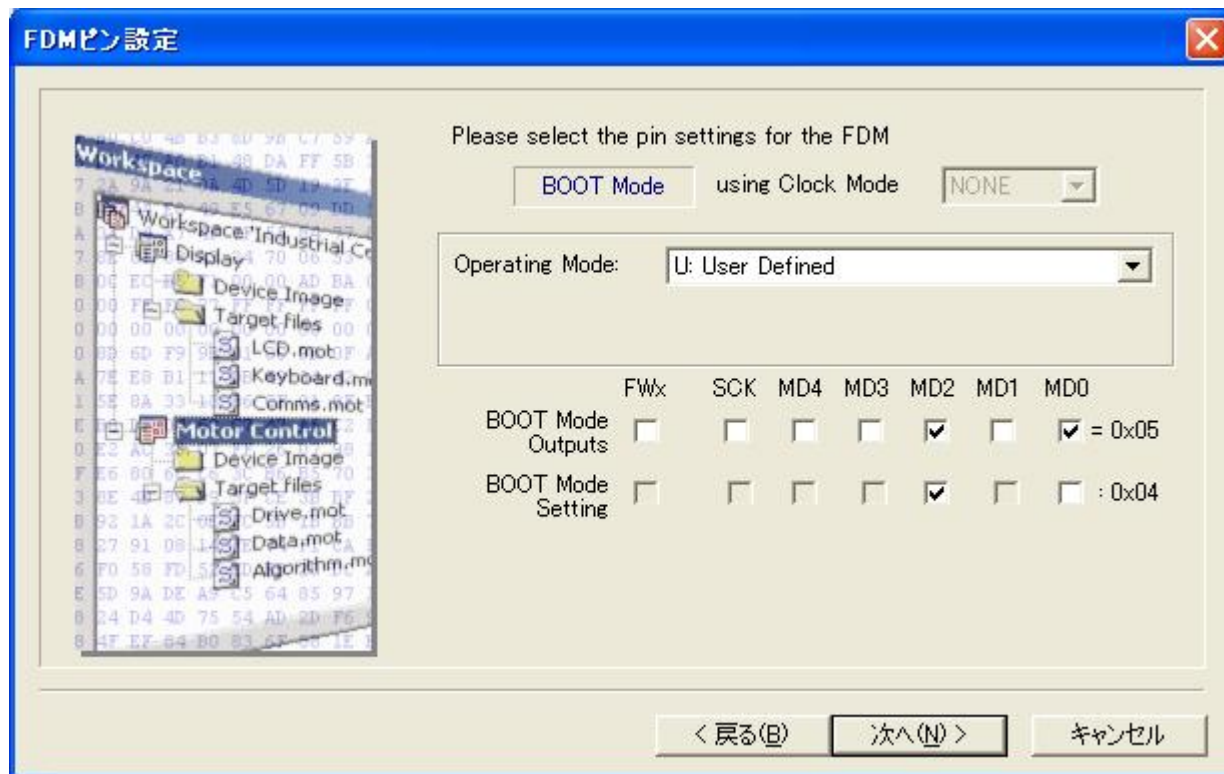 FDMピン設定
Please select the pin settings for the FDM
BOOT Mode using Clock Mode NONE
Operating Mode: U: User Defined
FWx SCK MD4 MD3 MD2 MD1 MD0
BOOT Mode
Outputs = 0x05
BOOT Mode
Setting : 0x04
Workspace
Workspace 'Industrial Co
Display
Device Image
Target files
LCD.mot
Keyboard.mo
Comms.mot
Motor Control
Device Image
Target files
Drive.mot
Data.mot
Algorithm.mo
< 戻る(B) 次へ(N) > キャンセル